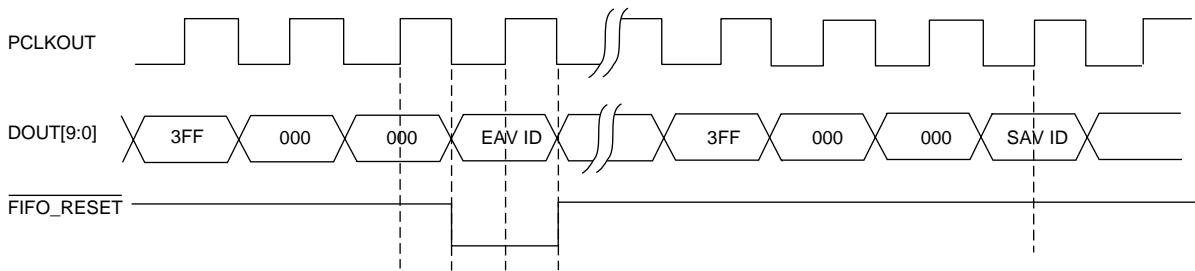 PCLKOUT
DOUT[9:0]
3FF 000 000 EAV ID 3FF 000 000 SAV ID
FIFO_RESET